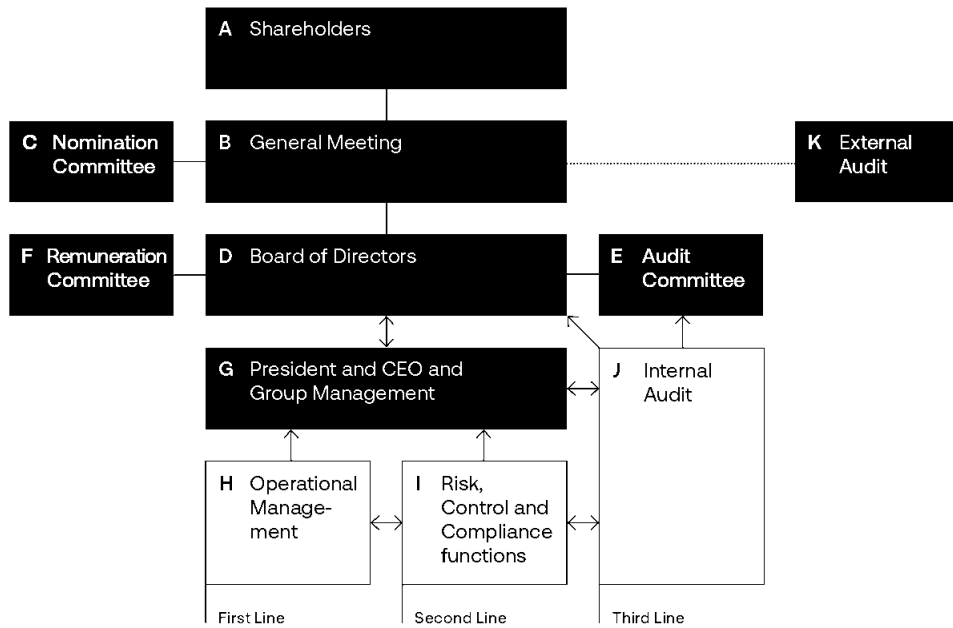 A Shareholders
C Nomination
Committee
B General Meeting
K External
Audit
F Remuneration
Committee
D Board of Directors
E Audit
Committee
G President and CEO and
Group Management
J Internal
Audit
H Operational
Manage-
ment
I Risk,
Control and
Compliance
functions
First Line
Second Line
Third Line